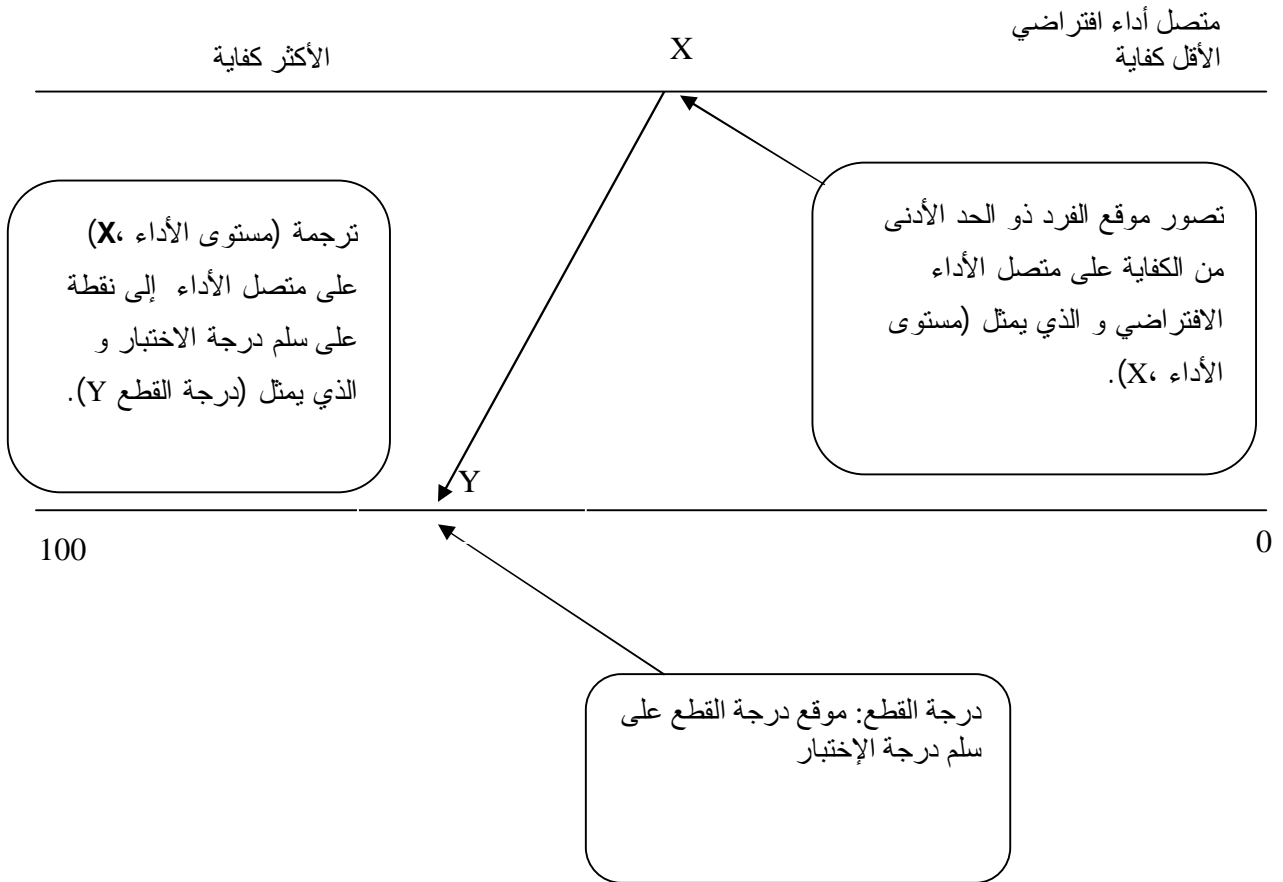 متصل أداء افتراضي
الأقل كفاية
X
الأكثر كفاية
تصور موقع الفرد ذو الحد الأدنى
من الكفاية على متصل الأداء
الافتراضي و الذي يمثل (مستوى
الأداء ،X).
ترجمة (مستوى الأداء ،X)
على متصل الأداء إلى نقطة
على سلم درجة الاختبار و
الذي يمثل (درجة القطع Y).
Y
0
100
درجة القطع: موقع درجة القطع على
سلم درجة الإختبار